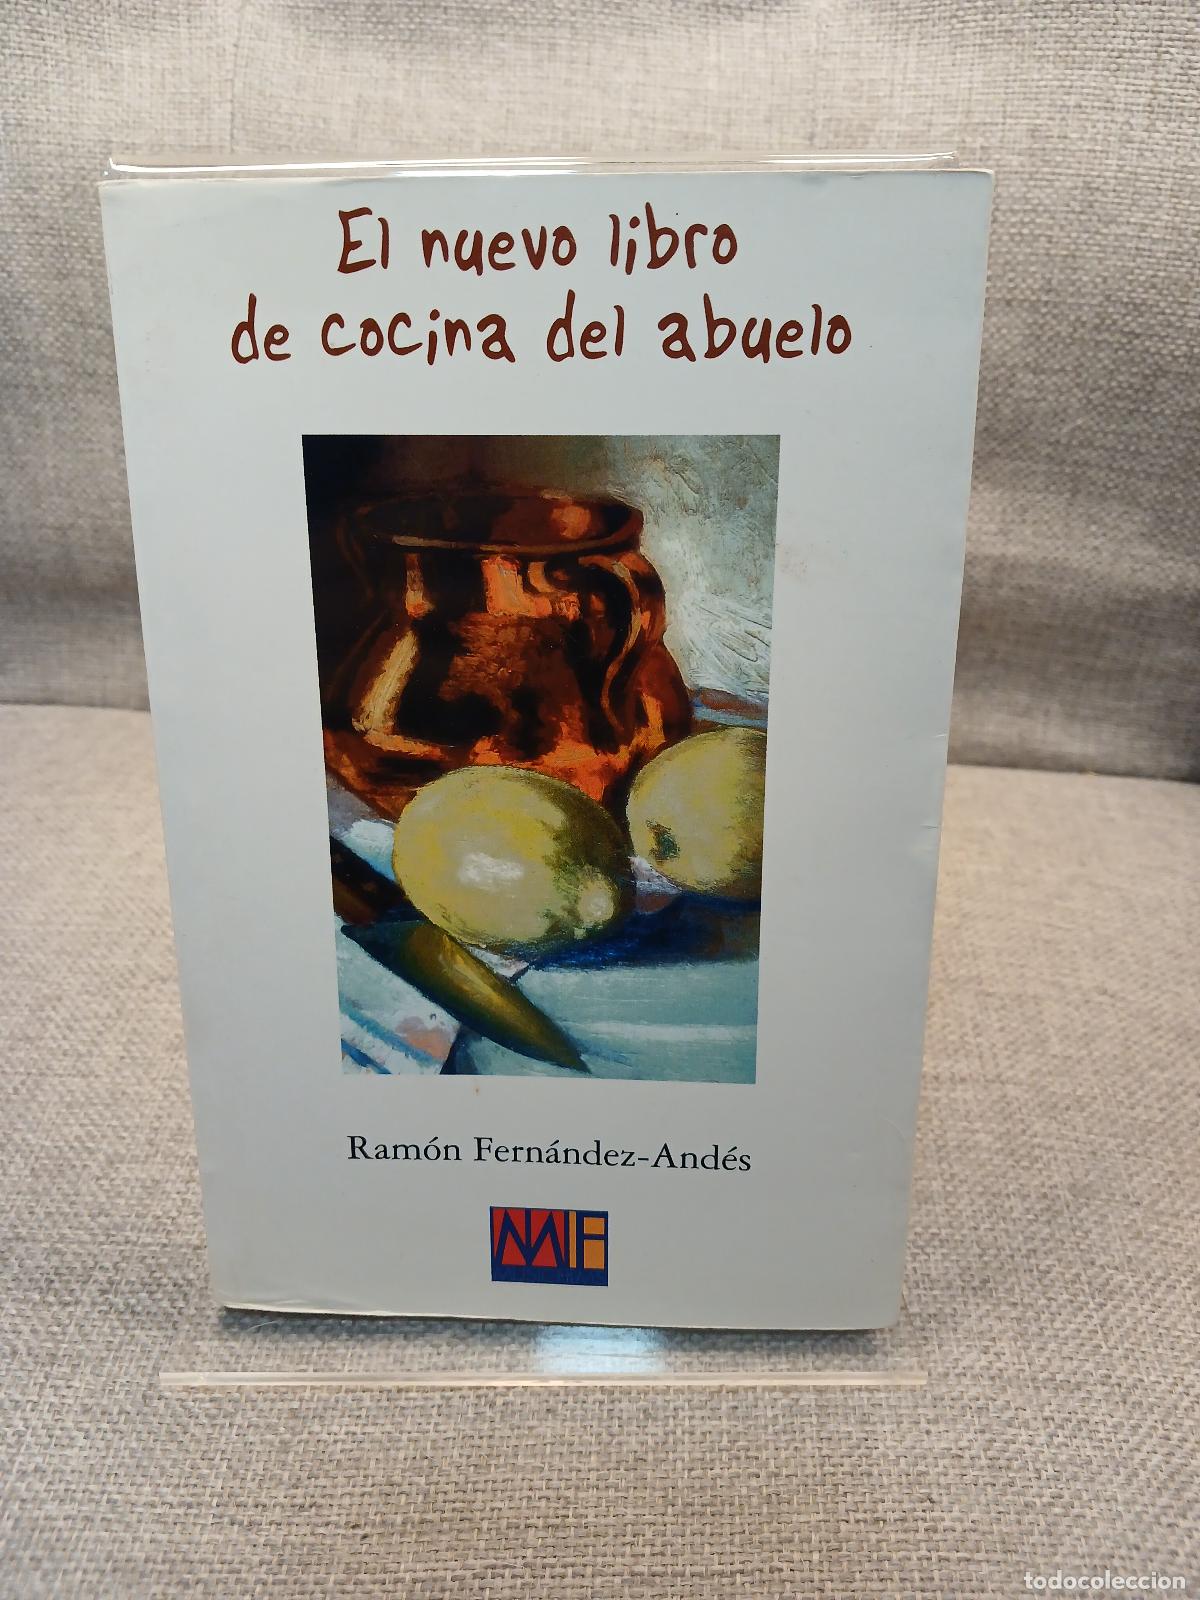 El nuevo libro
de cocina del abuelo
Ramón Fernández-Andés
todocoleccion